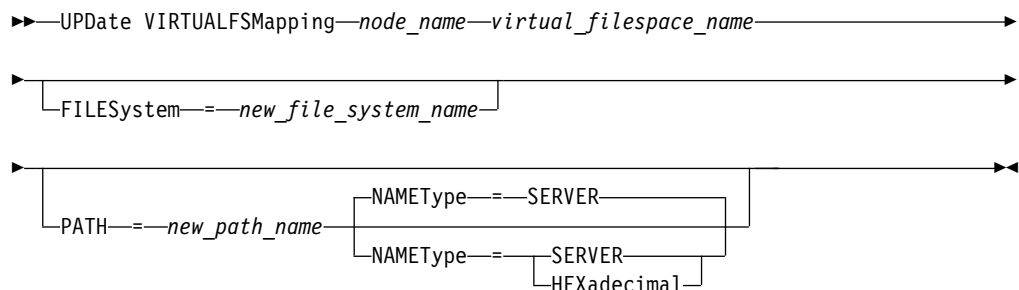 UPDate VIRTUALFSMapping node_name virtual_filespace_name
FILESystem = new_file_system_name
NAMEType = SERVER
PATH = new_path_name
NAMEType = SERVER
HEXadecimal